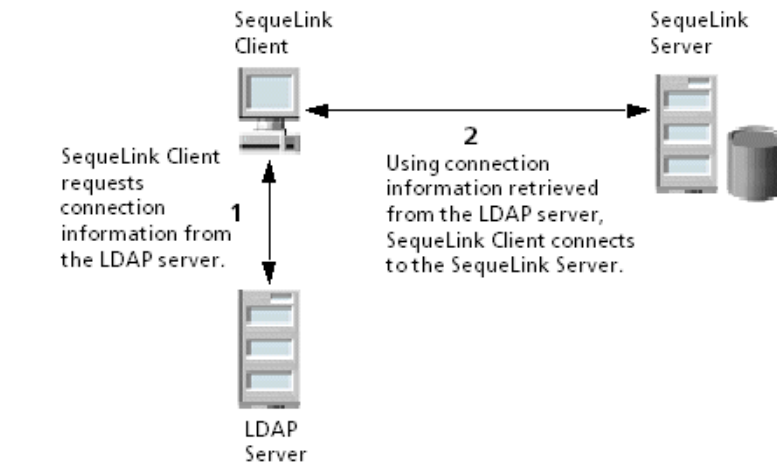 SequeLink
Client
SequeLink
Server
SequeLink Client
requests
connection
information from
the LDAP server.
1
2
Using connection
information retrieved
from the LDAP server,
SequeLink Client connects
to the SequeLink Server.
LDAP
Server